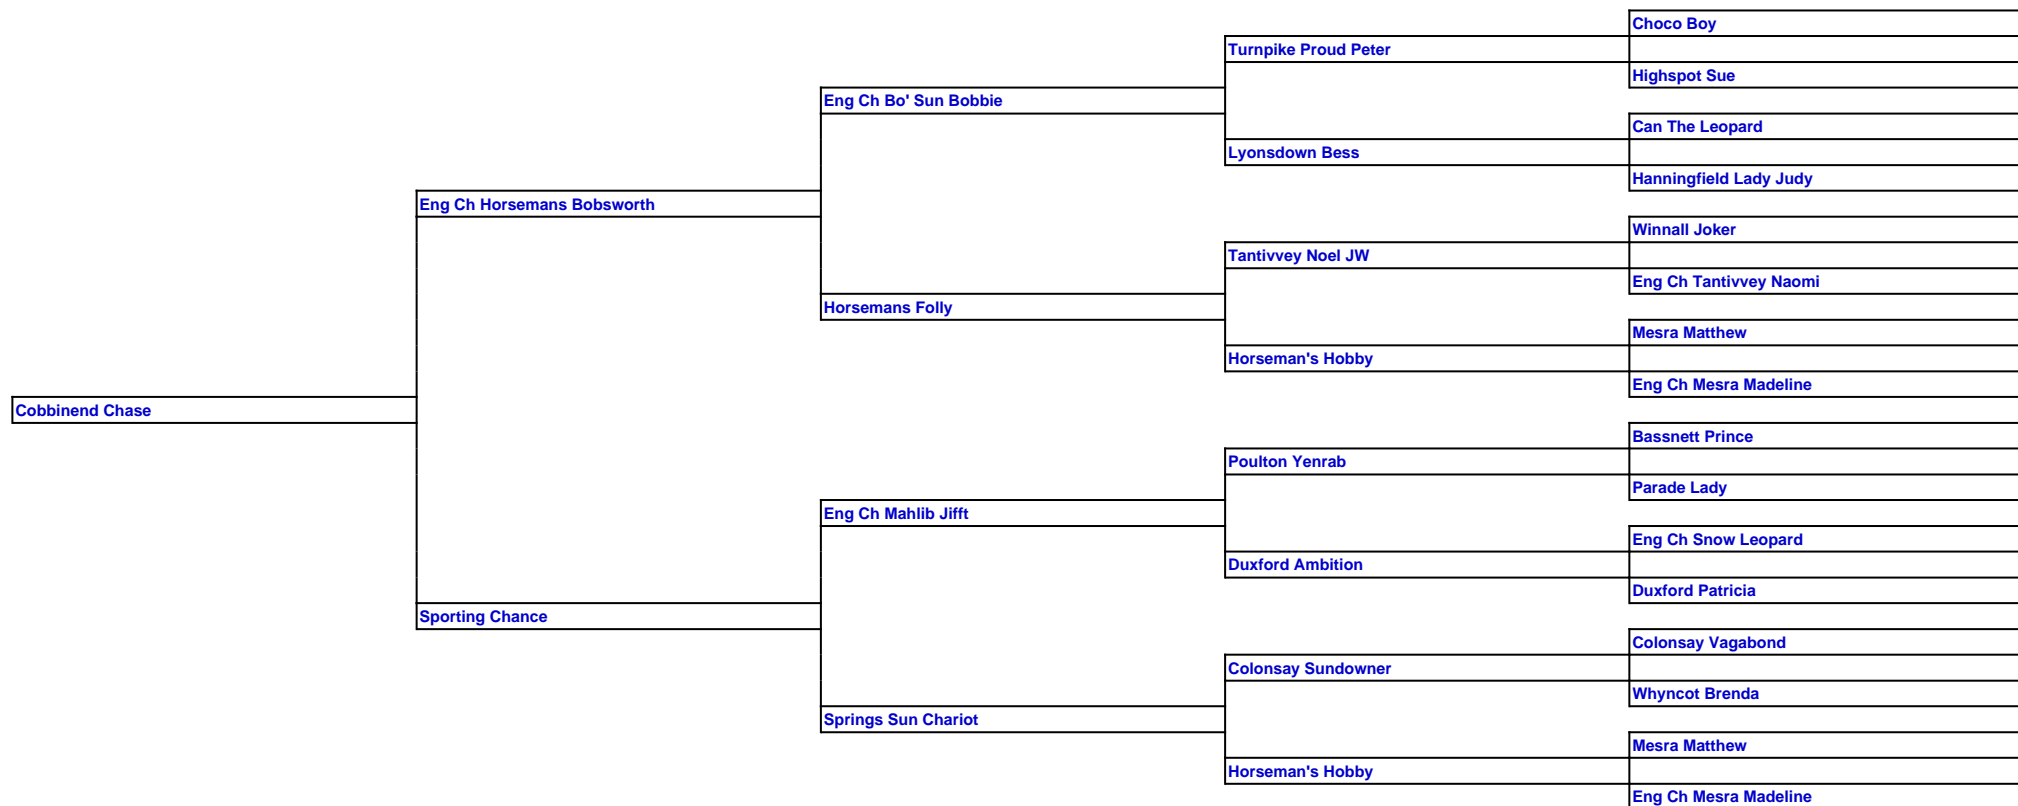 Choco Boy
Turnpike Proud Peter
Highspot Sue
Eng Ch Bo' Sun Bobbie
Can The Leopard
Lyonsdown Bess
Hanningfield Lady Judy
Eng Ch Horsemans Bobsworth
Winnall Joker
Tantivvey Noel JW
Eng Ch Tantivvey Naomi
Horsemans Folly
Mesra Matthew
Horseman's Hobby
Eng Ch Mesra Madeline
Cobbinend Chase
Bassnett Prince
Poulton Yenrab
Parade Lady
Eng Ch Mahlib Jifft
Eng Ch Snow Leopard
Duxford Ambition
Duxford Patricia
Sporting Chance
Colonsay Vagabond
Colonsay Sundowner
Whyncot Brenda
Springs Sun Chariot
Mesra Matthew
Horseman's Hobby
Eng Ch Mesra Madeline